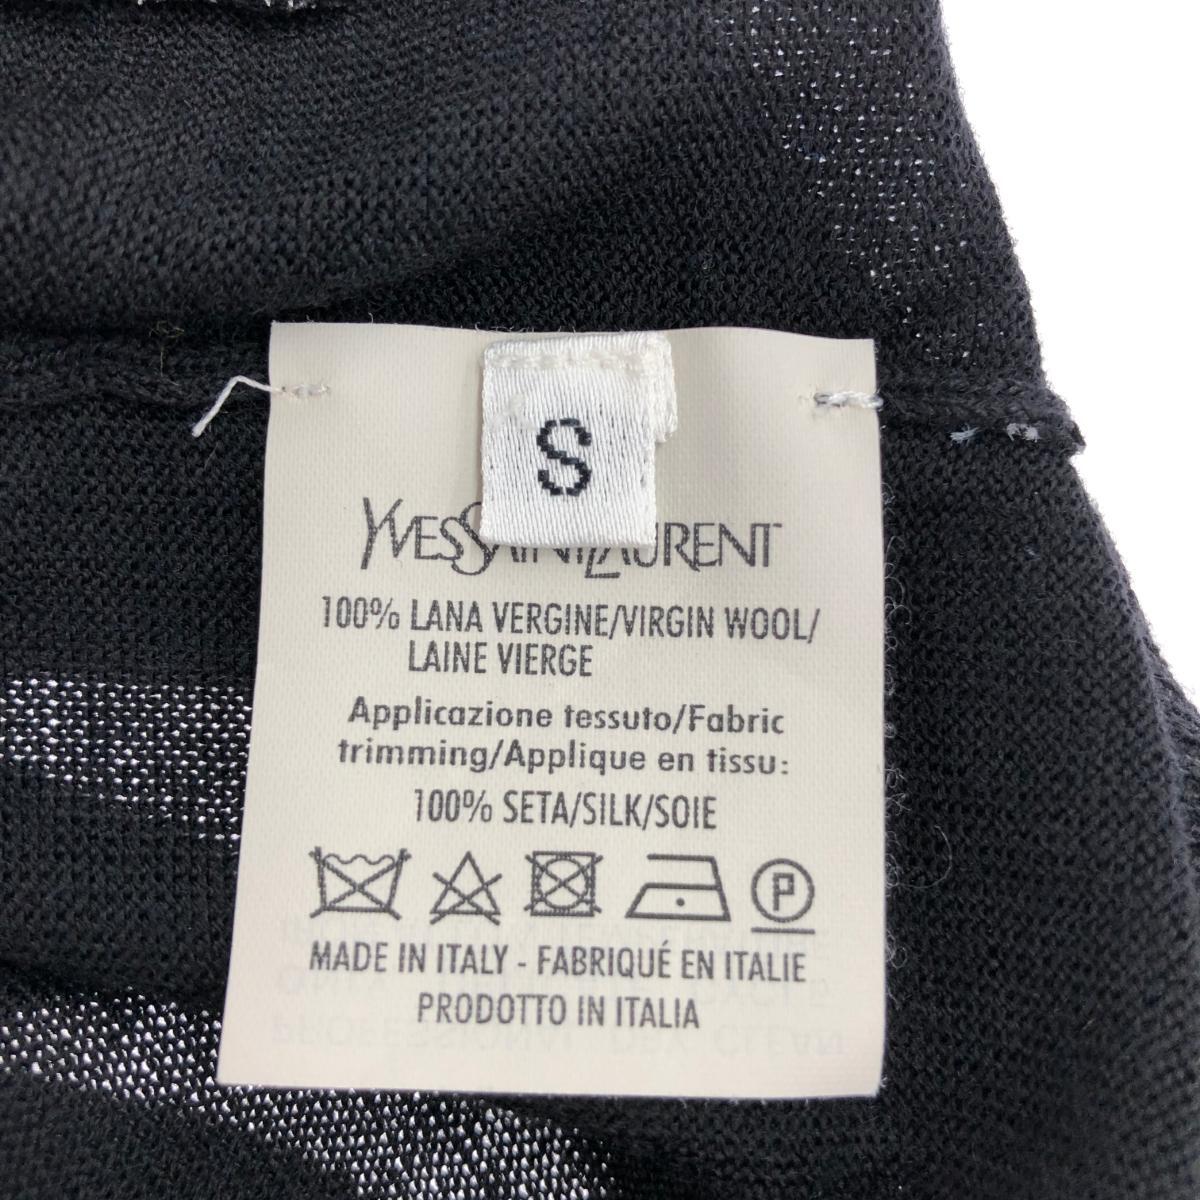 S
YVES SAINT LAURENT
100% LANA VERGINE/VIRGIN WOOL/
LAINE VIERGE
Applicazione tessuto/Fabric
trimming/Applique en tissu:
100% SETA/SILK/SOIE
P
MADE IN ITALY - FABRIQUÉ EN ITALIE
PRODOTTO IN ITALIA